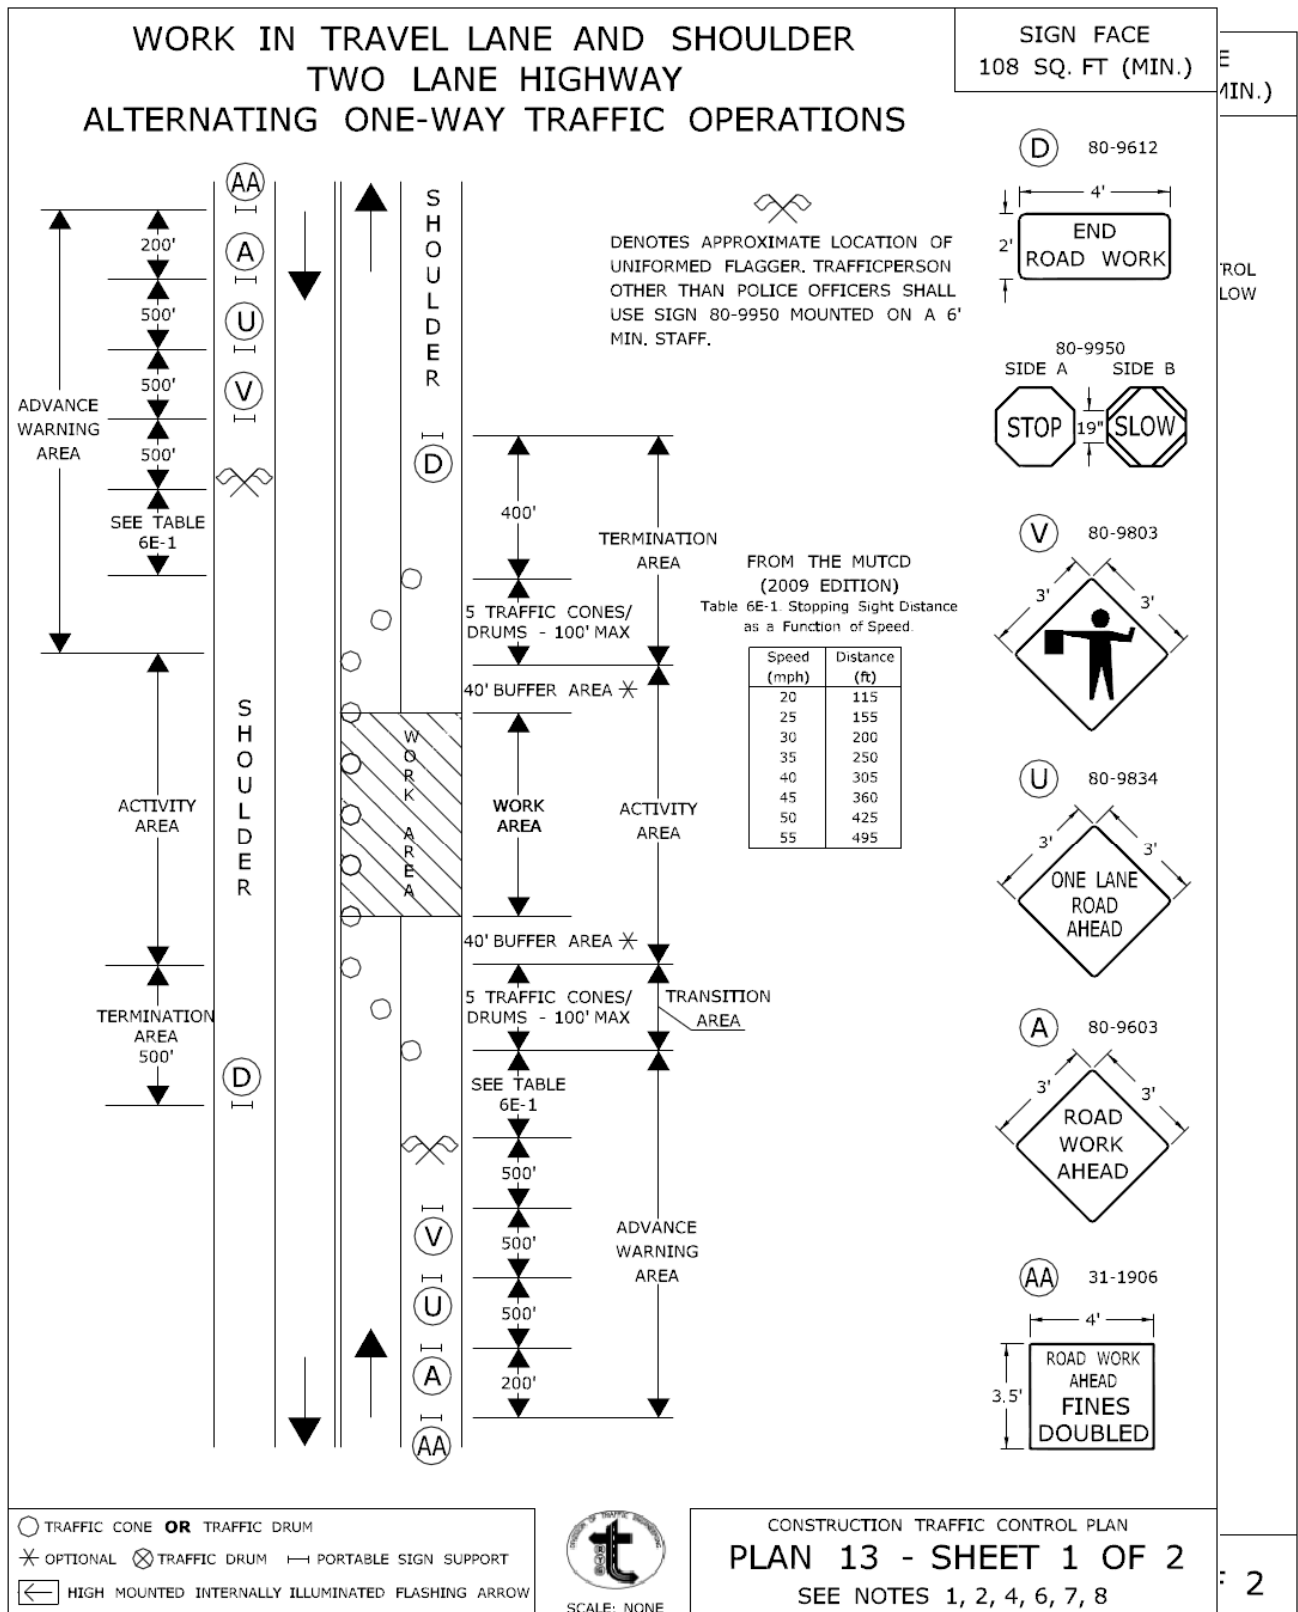 WORK IN TRAVEL LANE AND SHOULDER
TWO LANE HIGHWAY
ALTERNATING ONE-WAY TRAFFIC OPERATIONS
SIGN FACE
108 SQ. FT (MIN.)
E
MIN.)
ROL
LOW
F 2
AA
200'
A
500'
U
500'
V
500'
ADVANCE
WARNING
AREA
SEE TABLE
6E-1
SHOULDER
ACTIVITY
AREA
TERMINATION
AREA
500'
D
SHOULDER
D
400'
TERMINATION
AREA
5 TRAFFIC CONES/
DRUMS - 100' MAX
40' BUFFER AREA *
WORK AREA
WORK
AREA
ACTIVITY
AREA
40' BUFFER AREA *
5 TRAFFIC CONES/
DRUMS - 100' MAX
TRANSITION
AREA
SEE TABLE
6E-1
500'
V
500'
U
500'
A
200'
AA
ADVANCE
WARNING
AREA
DENOTES APPROXIMATE LOCATION OF
UNIFORMED FLAGGER. TRAFFICPERSON
OTHER THAN POLICE OFFICERS SHALL
USE SIGN 80-9950 MOUNTED ON A 6'
MIN. STAFF.
FROM THE MUTCD
(2009 EDITION)
Table 6E-1. Stopping Sight Distance
as a Function of Speed.
Speed (mph) Distance (ft)
20 115
25 155
30 200
35 250
40 305
45 360
50 425
55 495
D 80-9612
4'
2'
END
ROAD WORK
80-9950
SIDE A SIDE B
STOP 19" SLOW
V 80-9803
3' 3'
U 80-9834
3' 3'
ONE LANE
ROAD
AHEAD
A 80-9603
3' 3'
ROAD
WORK
AHEAD
AA 31-1906
4'
3.5'
ROAD WORK
AHEAD
FINES
DOUBLED
TRAFFIC CONE OR TRAFFIC DRUM
* OPTIONAL TRAFFIC DRUM PORTABLE SIGN SUPPORT
HIGH MOUNTED INTERNALLY ILLUMINATED FLASHING ARROW
DIVISION OF TRAFFIC ENGINEERING
SCALE: NONE
CONSTRUCTION TRAFFIC CONTROL PLAN
PLAN 13 - SHEET 1 OF 2
SEE NOTES 1, 2, 4, 6, 7, 8